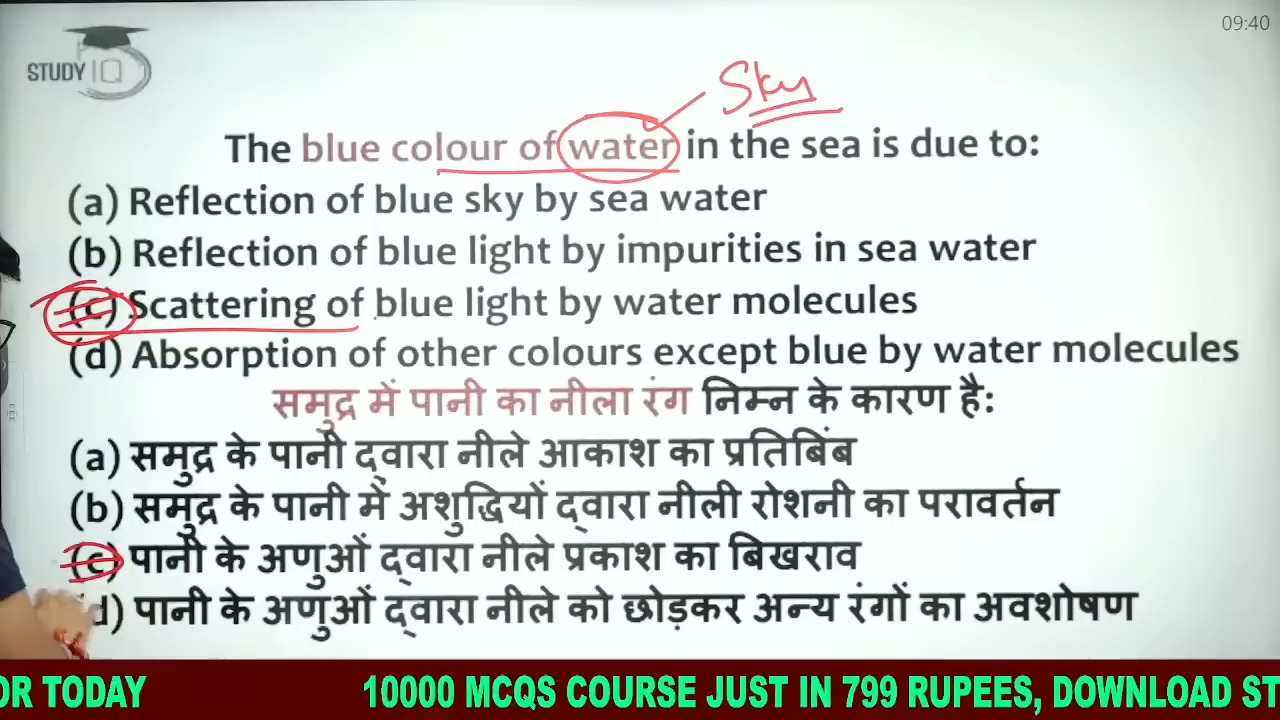 09:40
STUDY IQ
Sky
The blue colour of water in the sea is due to:
(a) Reflection of blue sky by sea water
(b) Reflection of blue light by impurities in sea water
(c) Scattering of blue light by water molecules
(d) Absorption of other colours except blue by water molecules
समुद्र में पानी का नीला रंग निम्न के कारण है:
(a) समुद्र के पानी द्वारा नीले आकाश का प्रतिबिंब
(b) समुद्र के पानी में अशुद्धियों द्वारा नीली रोशनी का परावर्तन
(c) पानी के अणुओं द्वारा नीले प्रकाश का बिखराव
d) पानी के अणुओं द्वारा नीले को छोड़कर अन्य रंगों का अवशोषण
OR TODAY 10000 MCQS COURSE JUST IN 799 RUPEES, DOWNLOAD ST